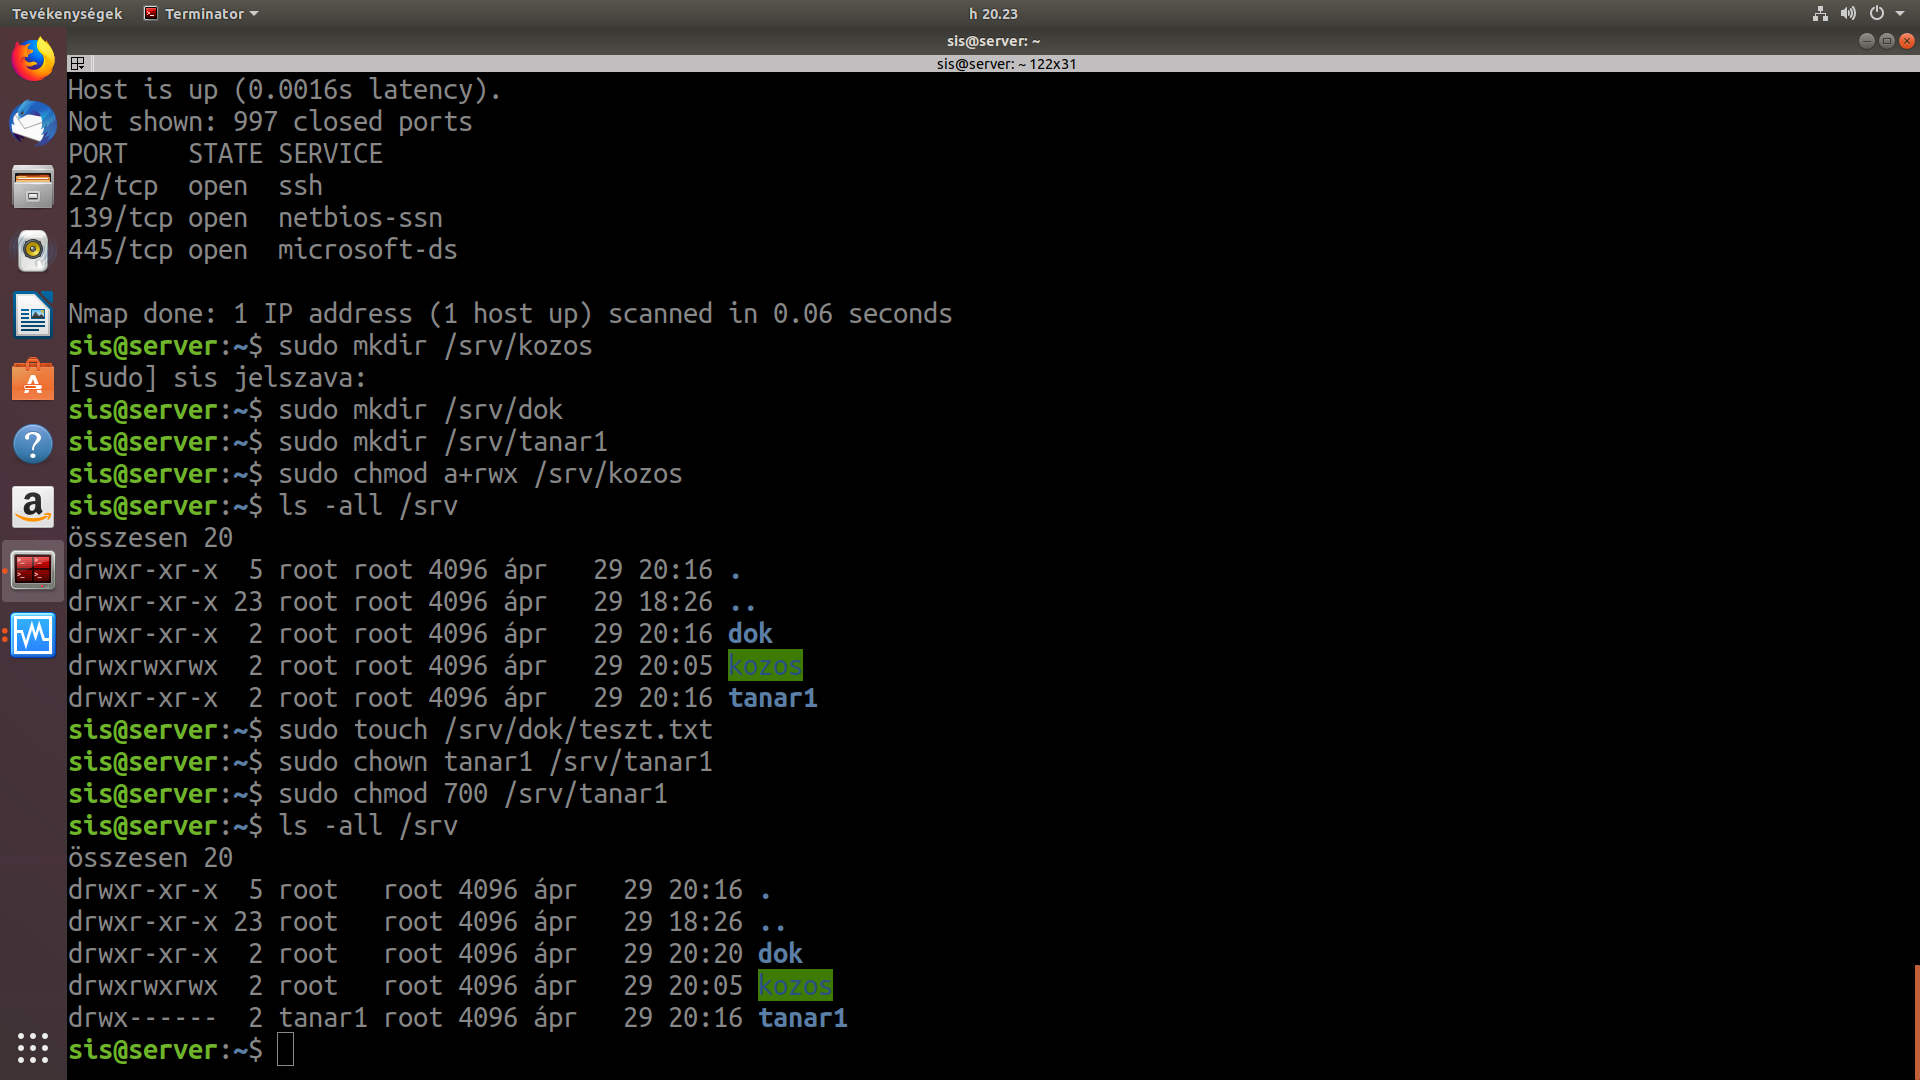 Tevékenységek Terminator h 20.23
sis@server: ~
sis@server: ~ 122x31
Host is up (0.0016s latency).
Not shown: 997 closed ports
PORT    STATE SERVICE
22/tcp  open  ssh
139/tcp open  netbios-ssn
445/tcp open  microsoft-ds
Nmap done: 1 IP address (1 host up) scanned in 0.06 seconds
sis@server:~$ sudo mkdir /srv/kozos
[sudo] sis jelszava:
sis@server:~$ sudo mkdir /srv/dok
sis@server:~$ sudo mkdir /srv/tanar1
sis@server:~$ sudo chmod a+rwx /srv/kozos
sis@server:~$ ls -all /srv
összesen 20
drwxr-xr-x  5 root root 4096 ápr   29 20:16 .
drwxr-xr-x 23 root root 4096 ápr   29 18:26 ..
drwxr-xr-x  2 root root 4096 ápr   29 20:16 dok
drwxrwxrwx  2 root root 4096 ápr   29 20:05 kozos
drwxr-xr-x  2 root root 4096 ápr   29 20:16 tanar1
sis@server:~$ sudo touch /srv/dok/teszt.txt
sis@server:~$ sudo chown tanar1 /srv/tanar1
sis@server:~$ sudo chmod 700 /srv/tanar1
sis@server:~$ ls -all /srv
összesen 20
drwxr-xr-x  5 root   root 4096 ápr   29 20:16 .
drwxr-xr-x 23 root   root 4096 ápr   29 18:26 ..
drwxr-xr-x  2 root   root 4096 ápr   29 20:20 dok
drwxrwxrwx  2 root   root 4096 ápr   29 20:05 kozos
drwx------  2 tanar1 root 4096 ápr   29 20:16 tanar1
sis@server:~$